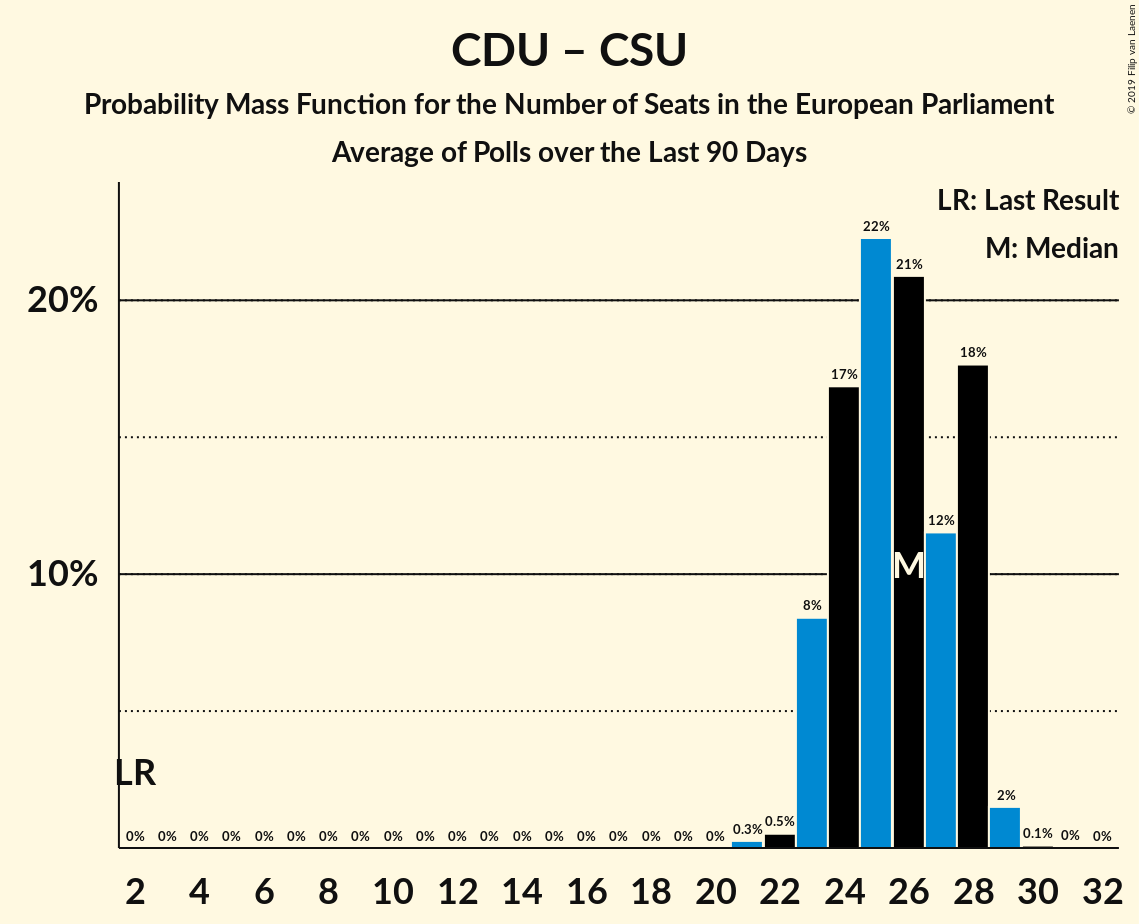 CDU – CSU
Probability Mass Function for the Number of Seats in the European Parliament
Average of Polls over the Last 90 Days
© 2019 Filip van Laenen
LR: Last Result
M: Median
22%
21%
20%
18%
17%
12%
M
10%
8%
LR
2%
0% 0% 0% 0% 0% 0% 0% 0% 0% 0% 0% 0% 0% 0% 0% 0% 0% 0% 0% 0.3% 0.5% 0.1% 0% 0%
2 4 6 8 10 12 14 16 18 20 22 24 26 28 30 32